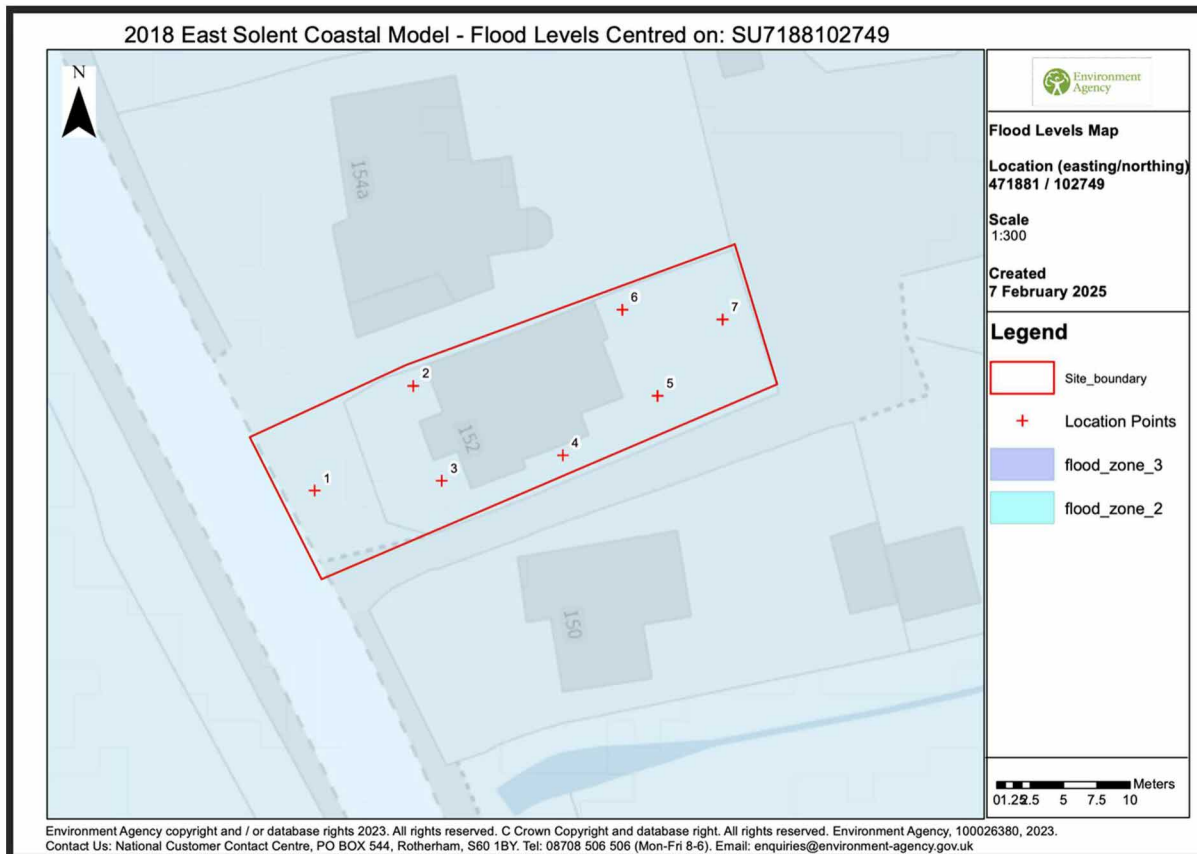 2018 East Solent Coastal Model - Flood Levels Centred on: SU7188102749
N
154a
152
150
1
2
3
4
5
6
7
Environment
Agency
Flood Levels Map
Location (easting/northing)
471881 / 102749
Scale
1:300
Created
7 February 2025
Legend
Site_boundary
Location Points
flood_zone_3
flood_zone_2
Meters
01.252.5 5 7.5 10
Environment Agency copyright and / or database rights 2023. All rights reserved. C Crown Copyright and database right. All rights reserved. Environment Agency, 100026380, 2023.
Contact Us: National Customer Contact Centre, PO BOX 544, Rotherham, S60 1BY. Tel: 08708 506 506 (Mon-Fri 8-6). Email: enquiries@environment-agency.gov.uk